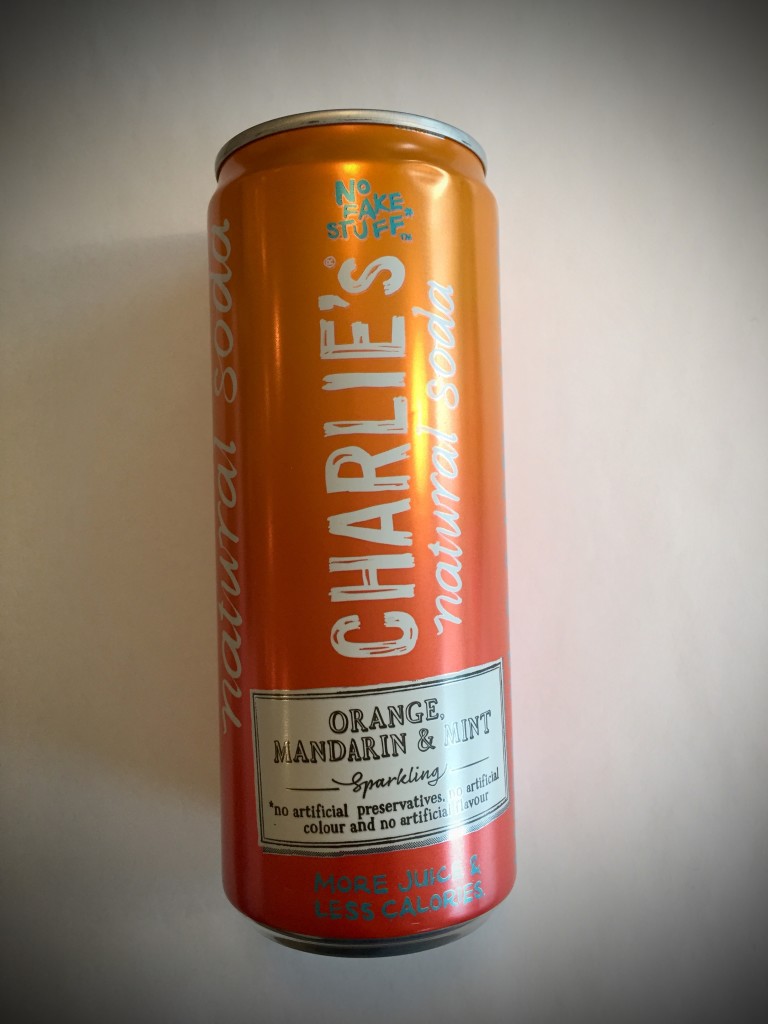 NO
FAKE*
STUFF™
CHARLIE'S®
natural soda
natural soda
ORANGE,
MANDARIN & MINT
Sparkling
*no artificial preservatives, no artificial
colour and no artificial flavour
MORE JUICE &
LESS CALORIES